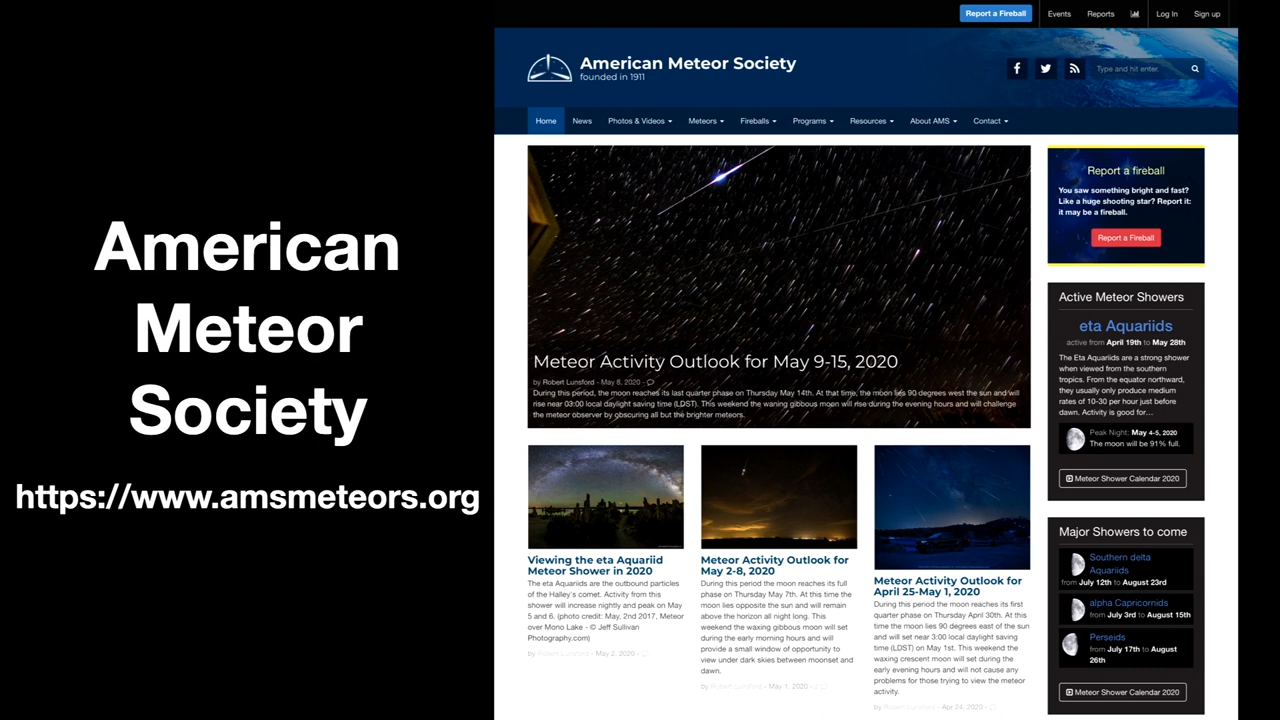 American
Meteor
Society
https://www.amsmeteors.org
Report a Fireball
Events
Reports
Log In
Sign up
American Meteor Society
founded in 1911
Type and hit enter.
Home
News
Photos & Videos
Meteors
Fireballs
Programs
Resources
About AMS
Contact
Meteor Activity Outlook for May 9-15, 2020
by Robert Lunsford - May 8, 2020 -
During this period, the moon reaches its last quarter phase on Thursday May 14th. At that time, the moon lies 90 degrees west the sun and will
rise near 03:00 local daylight saving time (LDST). This weekend the waning gibbous moon will rise during the evening hours and will challenge
the meteor observer by obscuring all but the brighter meteors.
Viewing the eta Aquariid
Meteor Shower in 2020
The eta Aquariids are the outbound particles
of the Halley's comet. Activity from this
shower will increase nightly and peak on May
5 and 6. (photo credit: May, 2nd 2017, Meteor
over Mono Lake - © Jeff Sullivan
Photography.com)
by Robert Lunsford - May 2, 2020 -
Meteor Activity Outlook for
May 2-8, 2020
During this period the moon reaches its full
phase on Thursday May 7th. At this time the
moon lies opposite the sun and will remain
above the horizon all night long. This
weekend the waxing gibbous moon will set
during the early morning hours and will
provide a small window of opportunity to
view under dark skies between moonset and
dawn.
by Robert Lunsford - May 1, 2020 -
Meteor Activity Outlook for
April 25-May 1, 2020
During this period the moon reaches its first
quarter phase on Thursday April 30th. At this
time the moon lies 90 degrees east of the sun
and will set near 3:00 local daylight saving
time (LDST) on May 1st. This weekend the
waxing crescent moon will set during the
early evening hours and will not cause any
problems for those trying to view the meteor
activity.
by Robert Lunsford - Apr 24, 2020 -
Report a fireball
You saw something bright and fast?
Like a huge shooting star? Report it:
it may be a fireball.
Report a Fireball
Active Meteor Showers
eta Aquariids
active from April 19th to May 28th
The Eta Aquariids are a strong shower
when viewed from the southern
tropics. From the equator northward,
they usually only produce medium
rates of 10-30 per hour just before
dawn. Activity is good for…
Peak Night: May 4-5, 2020
The moon will be 91% full.
Meteor Shower Calendar 2020
Major Showers to come
Southern delta
Aquariids
from July 12th to August 23rd
alpha Capricornids
from July 3rd to August 15th
Perseids
from July 17th to August
26th
Meteor Shower Calendar 2020